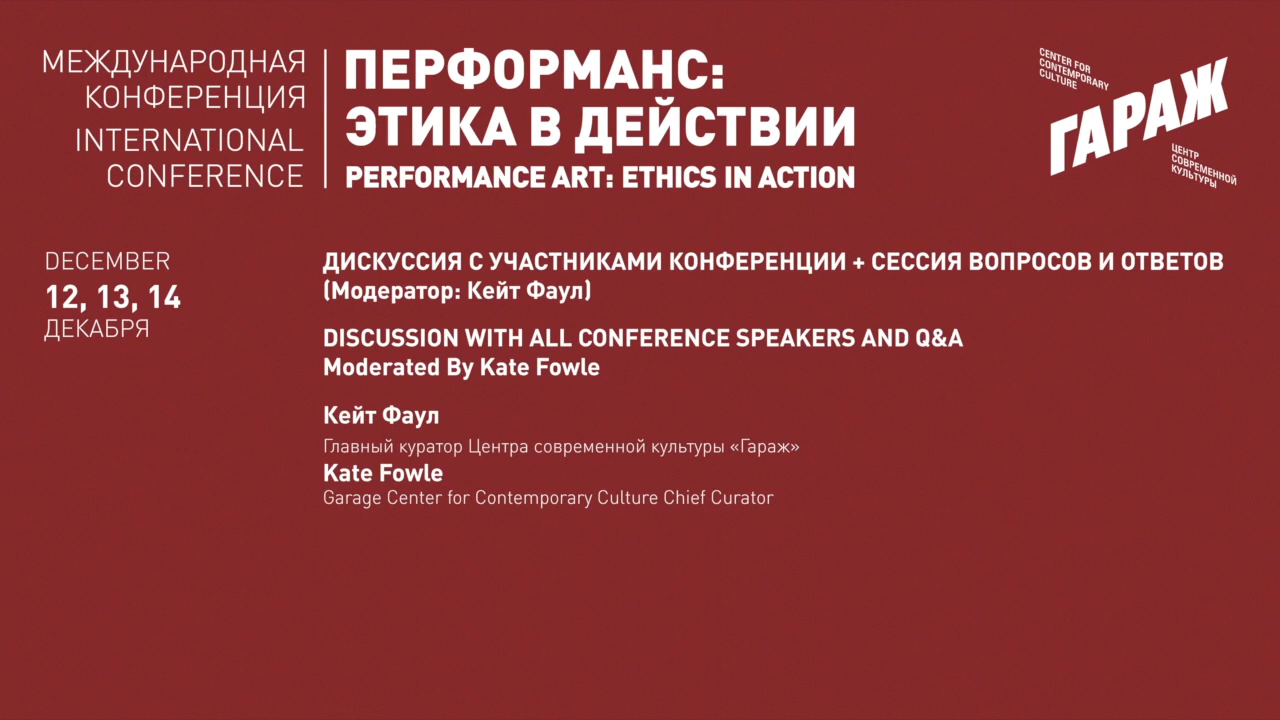 МЕЖДУНАРОДНАЯ
КОНФЕРЕНЦИЯ
INTERNATIONAL
CONFERENCE
ПЕРФОРМАНС:
ЭТИКА В ДЕЙСТВИИ
PERFORMANCE ART: ETHICS IN ACTION
CENTER FOR
CONTEMPORARY
CULTURE
ГАРАЖ
ЦЕНТР
СОВРЕМЕННОЙ
КУЛЬТУРЫ
DECEMBER
12, 13, 14
ДЕКАБРЯ
ДИСКУССИЯ С УЧАСТНИКАМИ КОНФЕРЕНЦИИ + СЕССИЯ ВОПРОСОВ И ОТВЕТОВ
(Модератор: Кейт Фаул)
DISCUSSION WITH ALL CONFERENCE SPEAKERS AND Q&A
Moderated By Kate Fowle
Кейт Фаул
Главный куратор Центра современной культуры «Гараж»
Kate Fowle
Garage Center for Contemporary Culture Chief Curator